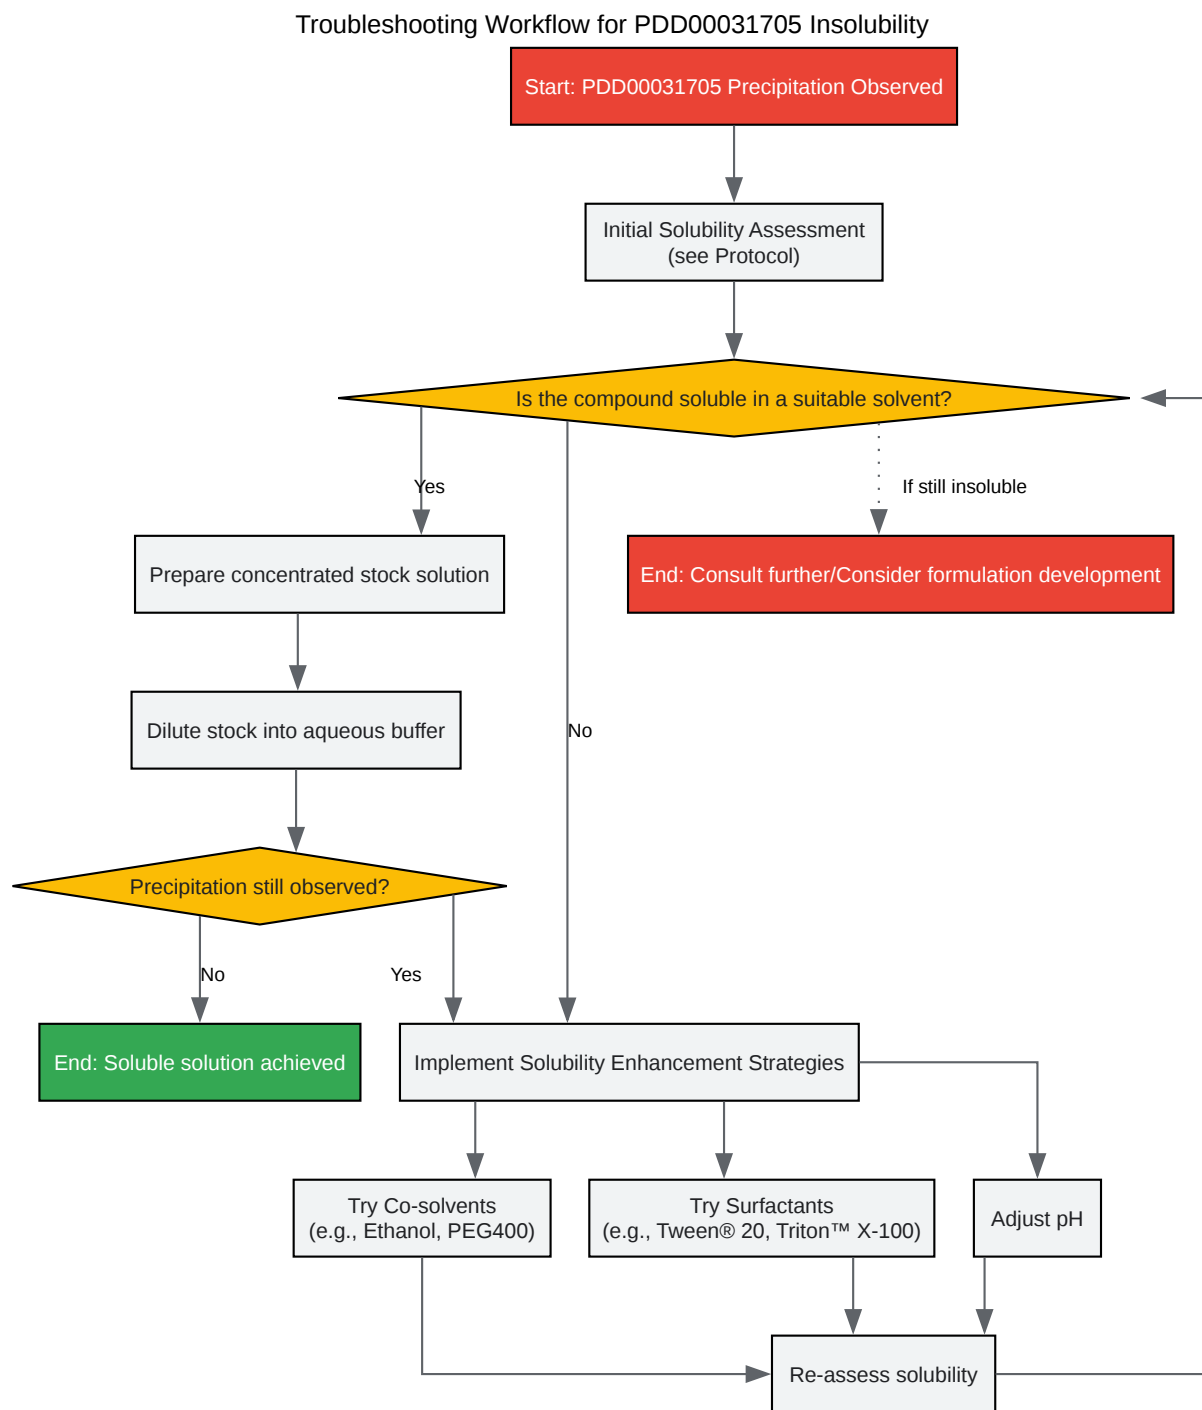 Troubleshooting Workflow for PDD00031705 Insolubility
Start: PDD00031705 Precipitation Observed
Initial Solubility Assessment
(see Protocol)
Is the compound soluble in a suitable solvent?
Yes
If still insoluble
Prepare concentrated stock solution
End: Consult further/Consider formulation development
Dilute stock into aqueous buffer
No
Precipitation still observed?
No
Yes
End: Soluble solution achieved
Implement Solubility Enhancement Strategies
Try Co-solvents
(e.g., Ethanol, PEG400)
Try Surfactants
(e.g., Tween® 20, Triton™ X-100)
Adjust pH
Re-assess solubility